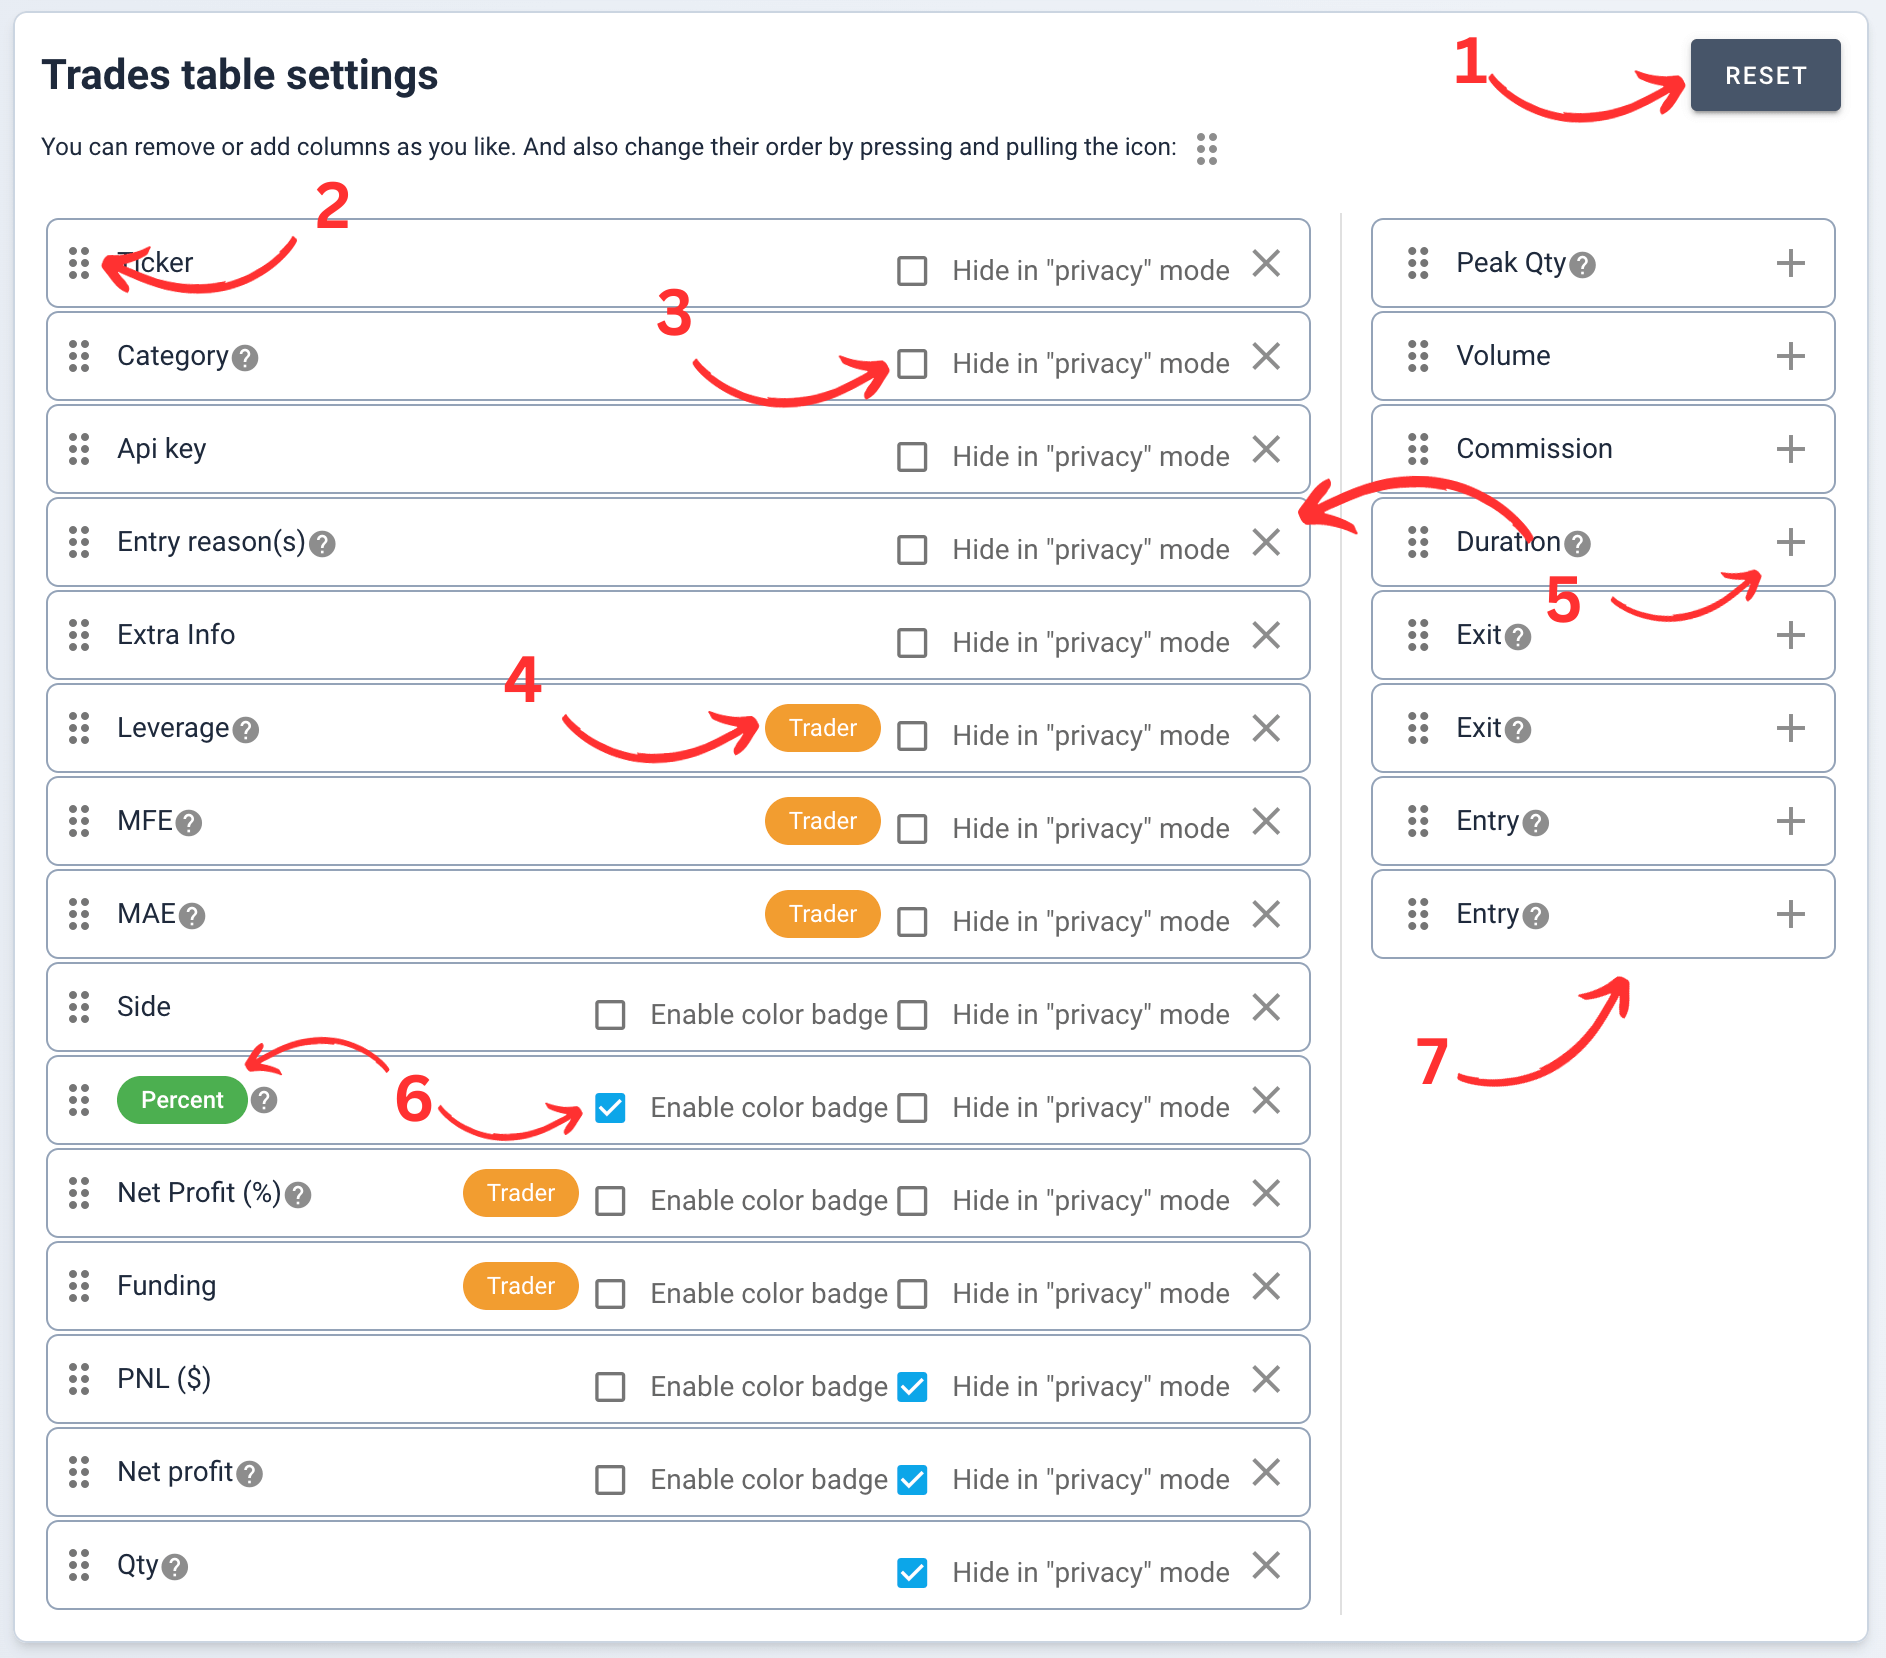 Trades table settings
1
RESET
You can remove or add columns as you like. And also change their order by pressing and pulling the icon:
2
Ticker
Hide in "privacy" mode
3
Category
Hide in "privacy" mode
Api key
Hide in "privacy" mode
Entry reason(s)
Hide in "privacy" mode
Extra Info
Hide in "privacy" mode
4
Leverage
Trader
Hide in "privacy" mode
MFE
Trader
Hide in "privacy" mode
MAE
Trader
Hide in "privacy" mode
Side
Enable color badge
Hide in "privacy" mode
Percent
6
Enable color badge
Hide in "privacy" mode
Net Profit (%)
Trader
Enable color badge
Hide in "privacy" mode
Funding
Trader
Enable color badge
Hide in "privacy" mode
PNL ($)
Enable color badge
Hide in "privacy" mode
Net profit
Enable color badge
Hide in "privacy" mode
Qty
Hide in "privacy" mode
Peak Qty
Volume
Commission
Duration
5
Exit
Exit
Entry
Entry
7